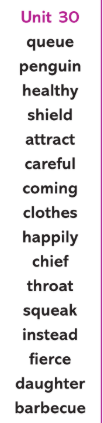 Unit 30
queue
penguin
healthy
shield
attract
careful
coming
clothes
happily
chief
throat
squeak
instead
fierce
daughter
barbecue